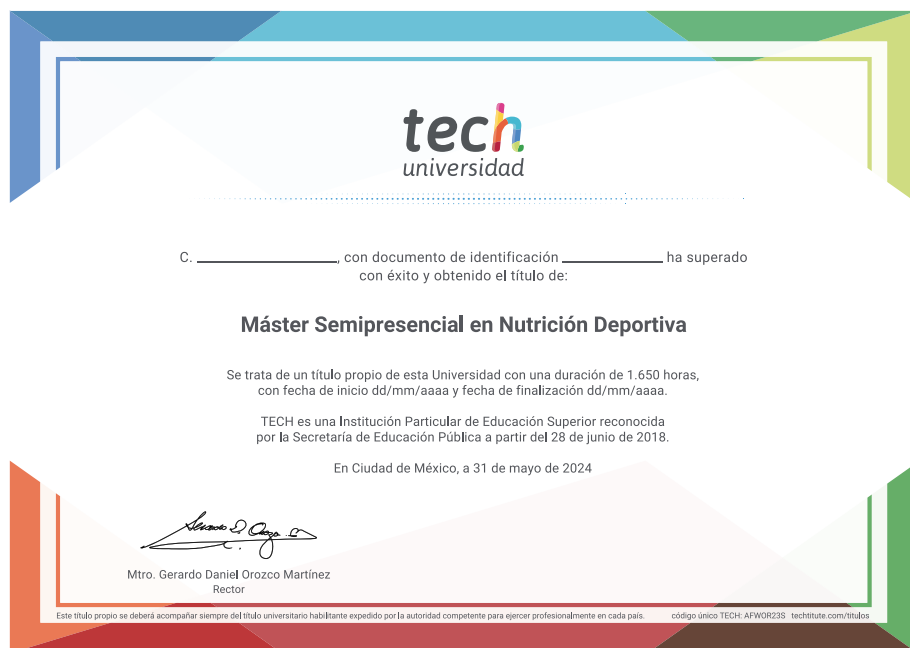 tech
universidad
C. ____________________, con documento de identificación ______________ ha superado
con éxito y obtenido el título de:
Máster Semipresencial en Nutrición Deportiva
Se trata de un título propio de esta Universidad con una duración de 1.650 horas,
con fecha de inicio dd/mm/aaaa y fecha de finalización dd/mm/aaaa.
TECH es una Institución Particular de Educación Superior reconocida
por la Secretaría de Educación Pública a partir del 28 de junio de 2018.
En Ciudad de México, a 31 de mayo de 2024
Mtro. Gerardo Daniel Orozco Martínez
Rector
Este título propio se deberá acompañar siempre del título universitario habilitante expedido por la autoridad competente para ejercer profesionalmente en cada país. código único TECH: AFWOR23S techtitute.com/titulos